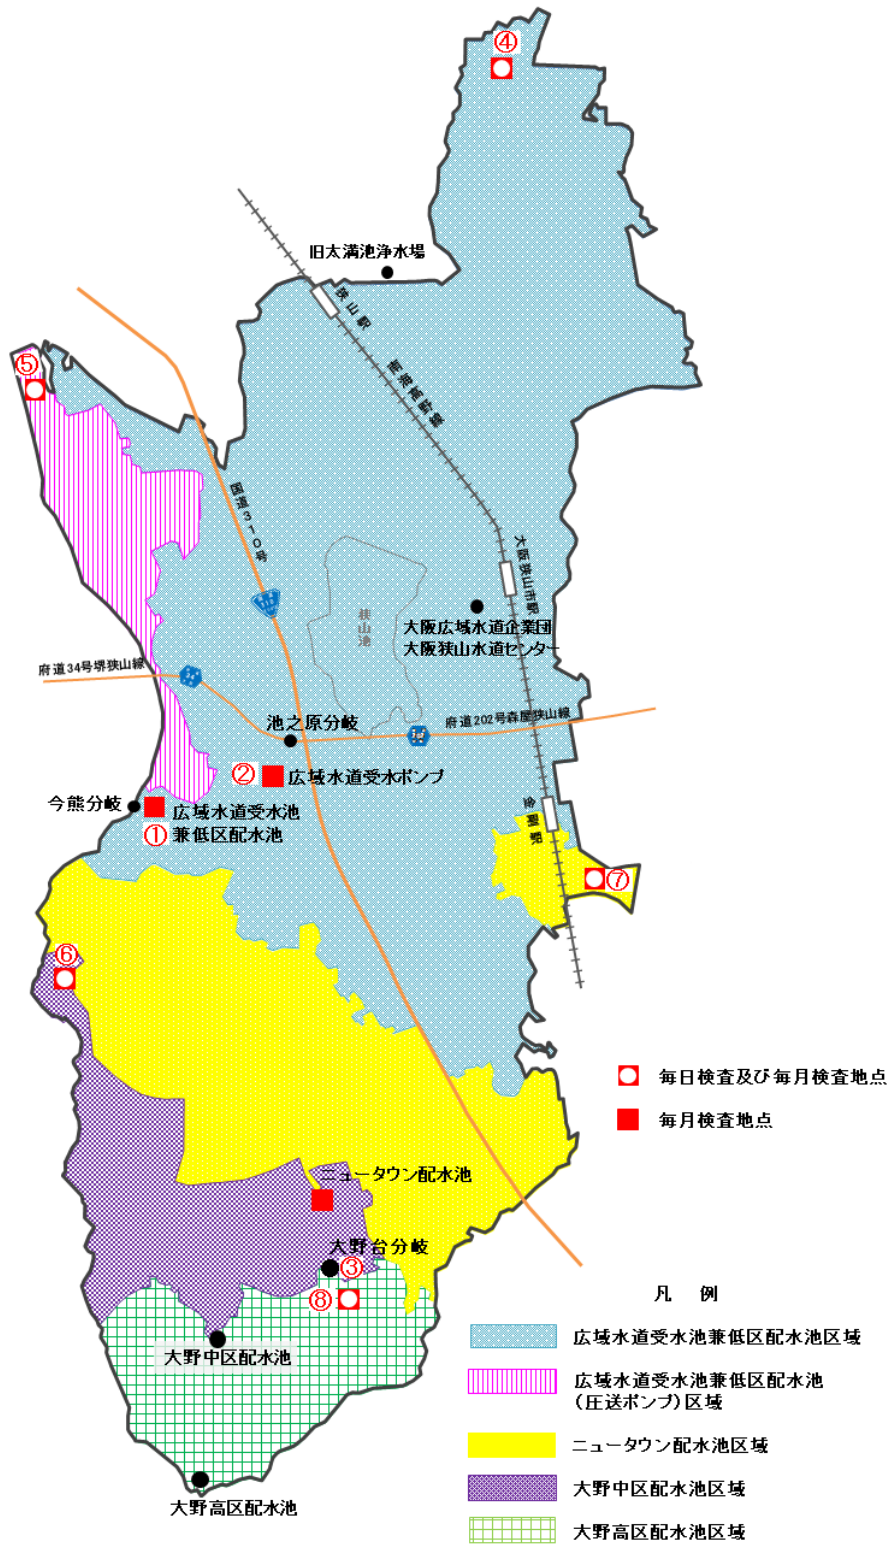 ④
旧太満池浄水場
狭山駅
⑤
南海高野線
国道310号
大阪狭山市駅
狭山池
大阪広域水道企業団
大阪狭山水道センター
府道34号堺狭山線
府道202号森屋狭山線
池之原分岐
②
広域水道受水ポンプ
今熊分岐
広域水道受水池
①兼低区配水池
金剛駅
⑦
⑥
毎日検査及び毎月検査地点
毎月検査地点
ニュータウン配水池
大野台分岐
③
⑧
大野中区配水池
大野高区配水池
凡 例
広域水道受水池兼低区配水池区域
広域水道受水池兼低区配水池
(圧送ポンプ)区域
ニュータウン配水池区域
大野中区配水池区域
大野高区配水池区域